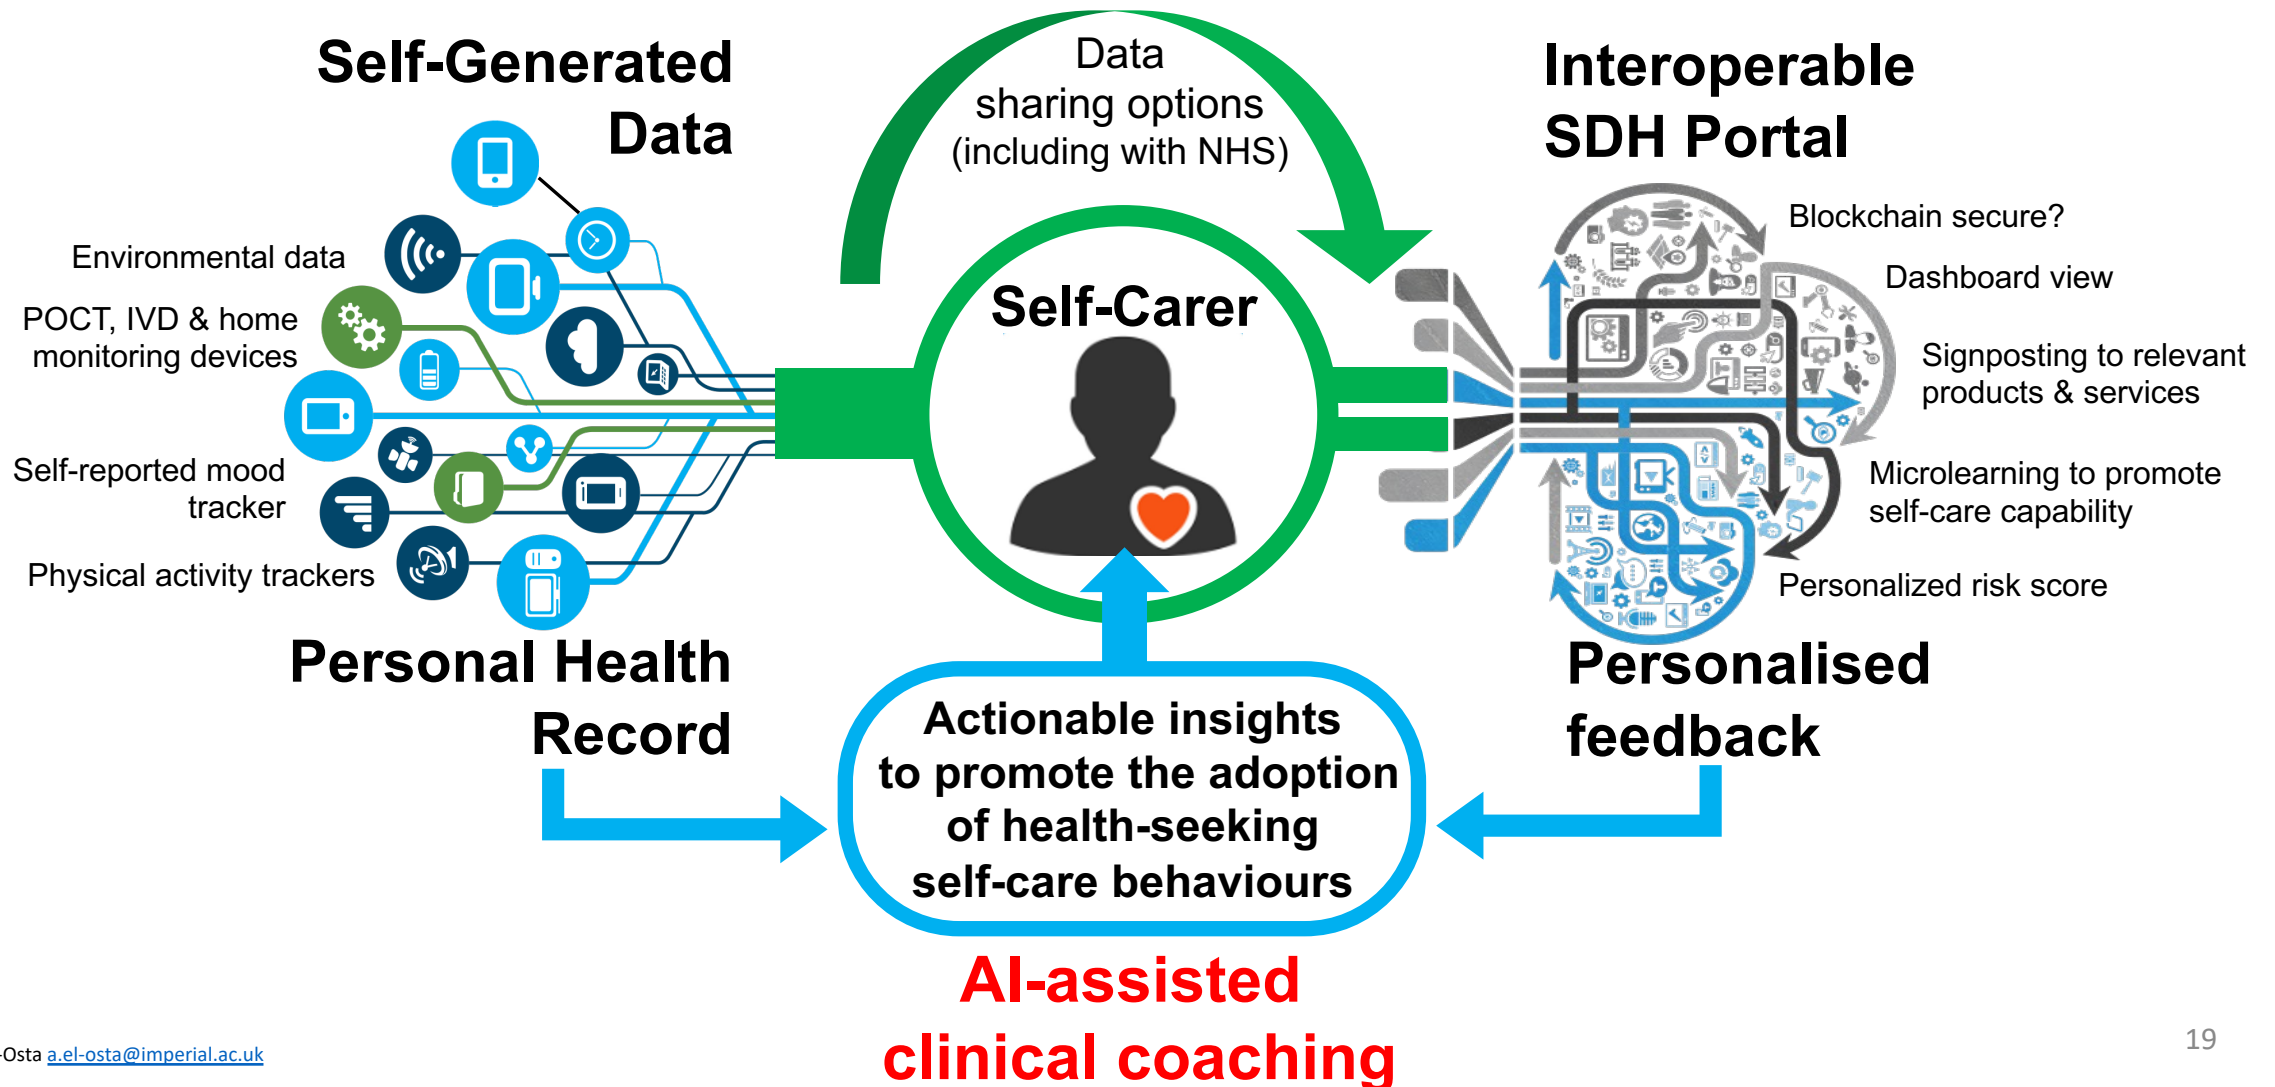 Self-Generated
Data
Environmental data
POCT, IVD & home
monitoring devices
Self-reported mood
tracker
Physical activity trackers
Personal Health
Record
Data
sharing options
(including with NHS)
Self-Carer
Actionable insights
to promote the adoption
of health-seeking
self-care behaviours
AI-assisted
clinical coaching
Interoperable
SDH Portal
Blockchain secure?
Dashboard view
Signposting to relevant
products & services
Microlearning to promote
self-care capability
Personalized risk score
Personalised
feedback
-Osta a.el-osta@imperial.ac.uk
19